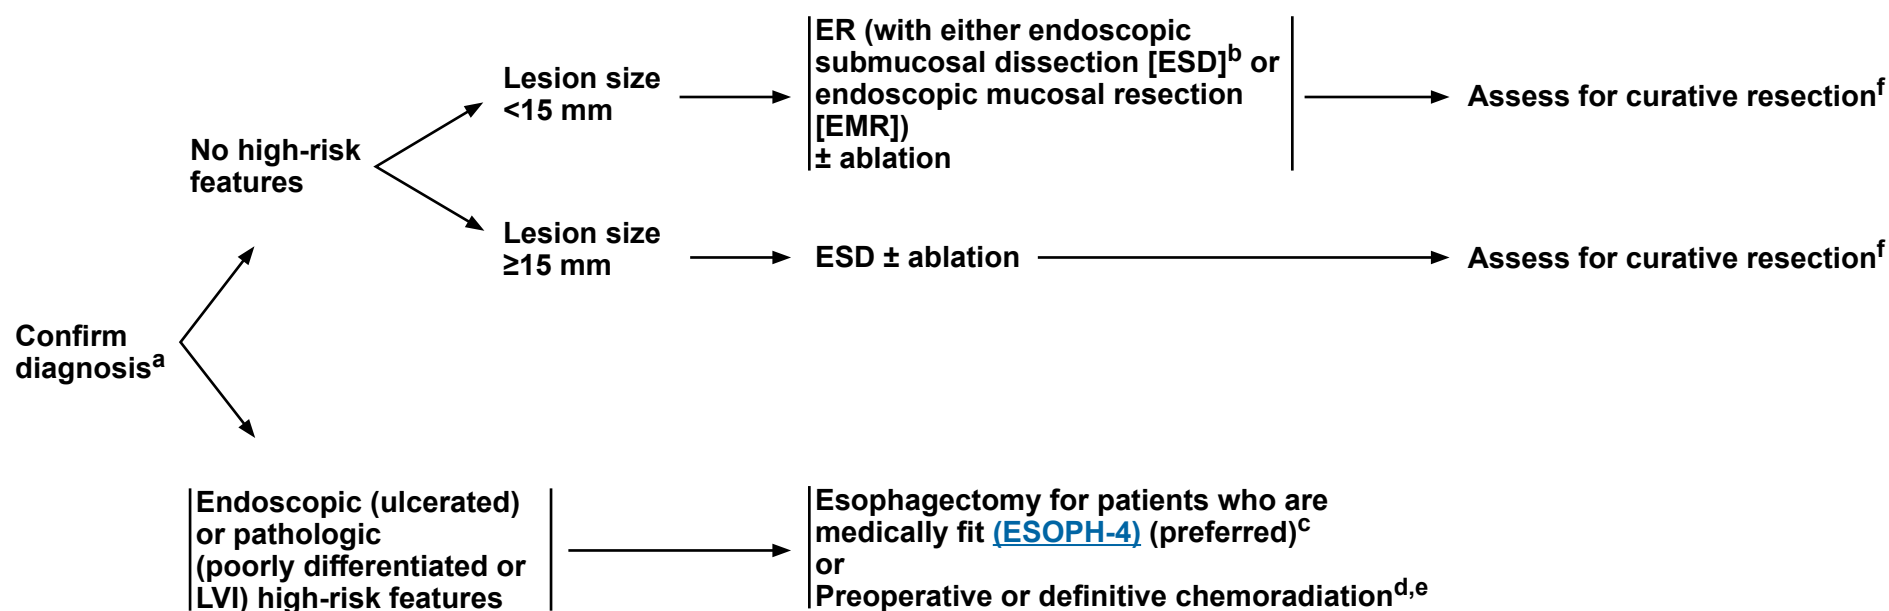 Confirm
diagnosisᵃ
No high-risk
features
Lesion size
<15 mm
ER (with either endoscopic
submucosal dissection [ESD]ᵇ or
endoscopic mucosal resection
[EMR])
± ablation
Assess for curative resectionᶠ
Lesion size
≥15 mm
ESD ± ablation
Assess for curative resectionᶠ
Endoscopic (ulcerated)
or pathologic
(poorly differentiated or
LVI) high-risk features
Esophagectomy for patients who are
medically fit (ESOPH-4) (preferred)ᶜ
or
Preoperative or definitive chemoradiationᵈ,ᵉ